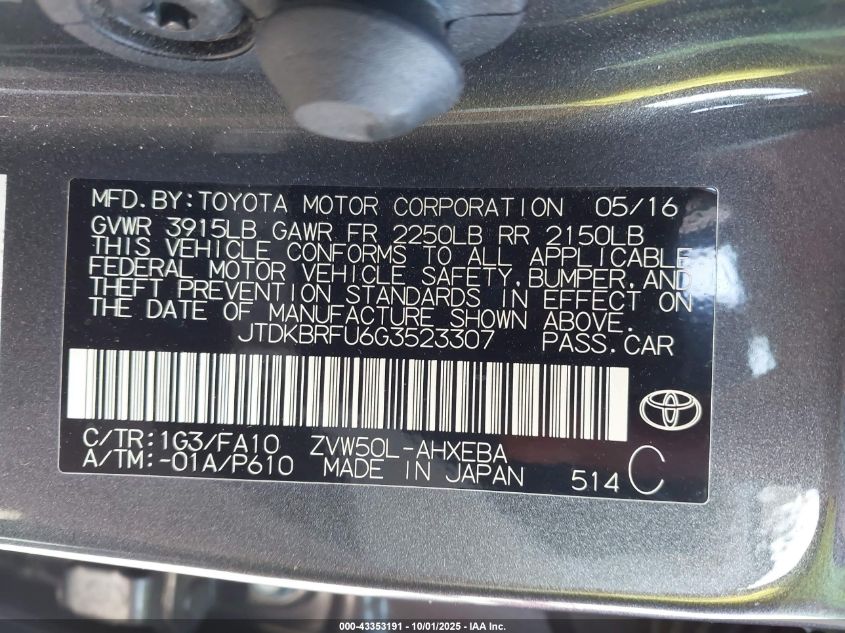 MFD.BY:TOYOTA MOTOR CORPORATION 05/16
GVWR 3915LB GAWR FR 2250LB RR 2150LB
THIS VEHICLE CONFORMS TO ALL APPLICABLE
FEDERAL MOTOR VEHICLE SAFETY,BUMPER,AND
THEFT PREVENTION STANDARDS IN EFFECT ON
THE DATE OF MANUFACTURE SHOWN ABOVE.
JTDKBRFU6G3523307 PASS.CAR
C/TR:1G3/FA10 ZVW50L-AHXEBA
A/TM:-01A/P610 MADE IN JAPAN 514 C
000-43353191 - 10/01/2025 - IAA Inc.